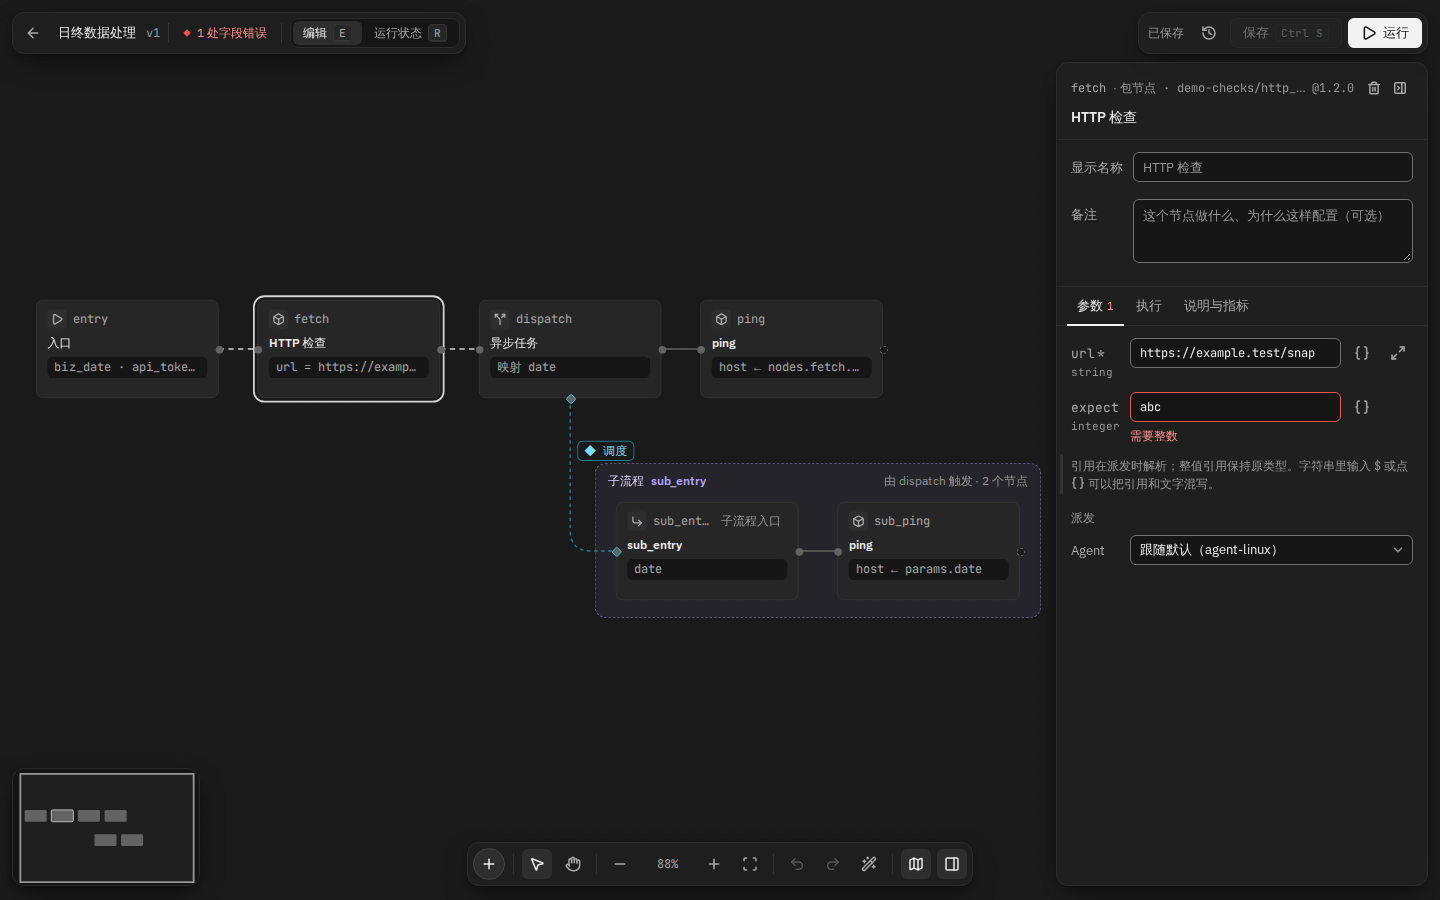 日终数据处理 v1 1 处字段错误 编辑 E 运行状态 R
已保存 保存 Ctrl S 运行
fetch · 包节点 · demo-checks/http_… @1.2.0
HTTP 检查
显示名称 HTTP 检查
备注 这个节点做什么、为什么这样配置（可选）
参数 1 执行 说明与指标
url* https://example.test/snap { }
string
expect abc { }
integer
需要整数
引用在派发时解析；整值引用保持原类型。字符串里输入 $ 或点
{ } 可以把引用和文字混写。
派发
Agent 跟随默认（agent-linux）
entry
入口
biz_date · api_toke…
fetch
HTTP 检查
url = https://examp…
dispatch
异步任务
映射 date
ping
ping
host ← nodes.fetch.…
调度
子流程 sub_entry 由 dispatch 触发 · 2 个节点
sub_ent… 子流程入口
sub_entry
date
sub_ping
ping
host ← params.date
88%